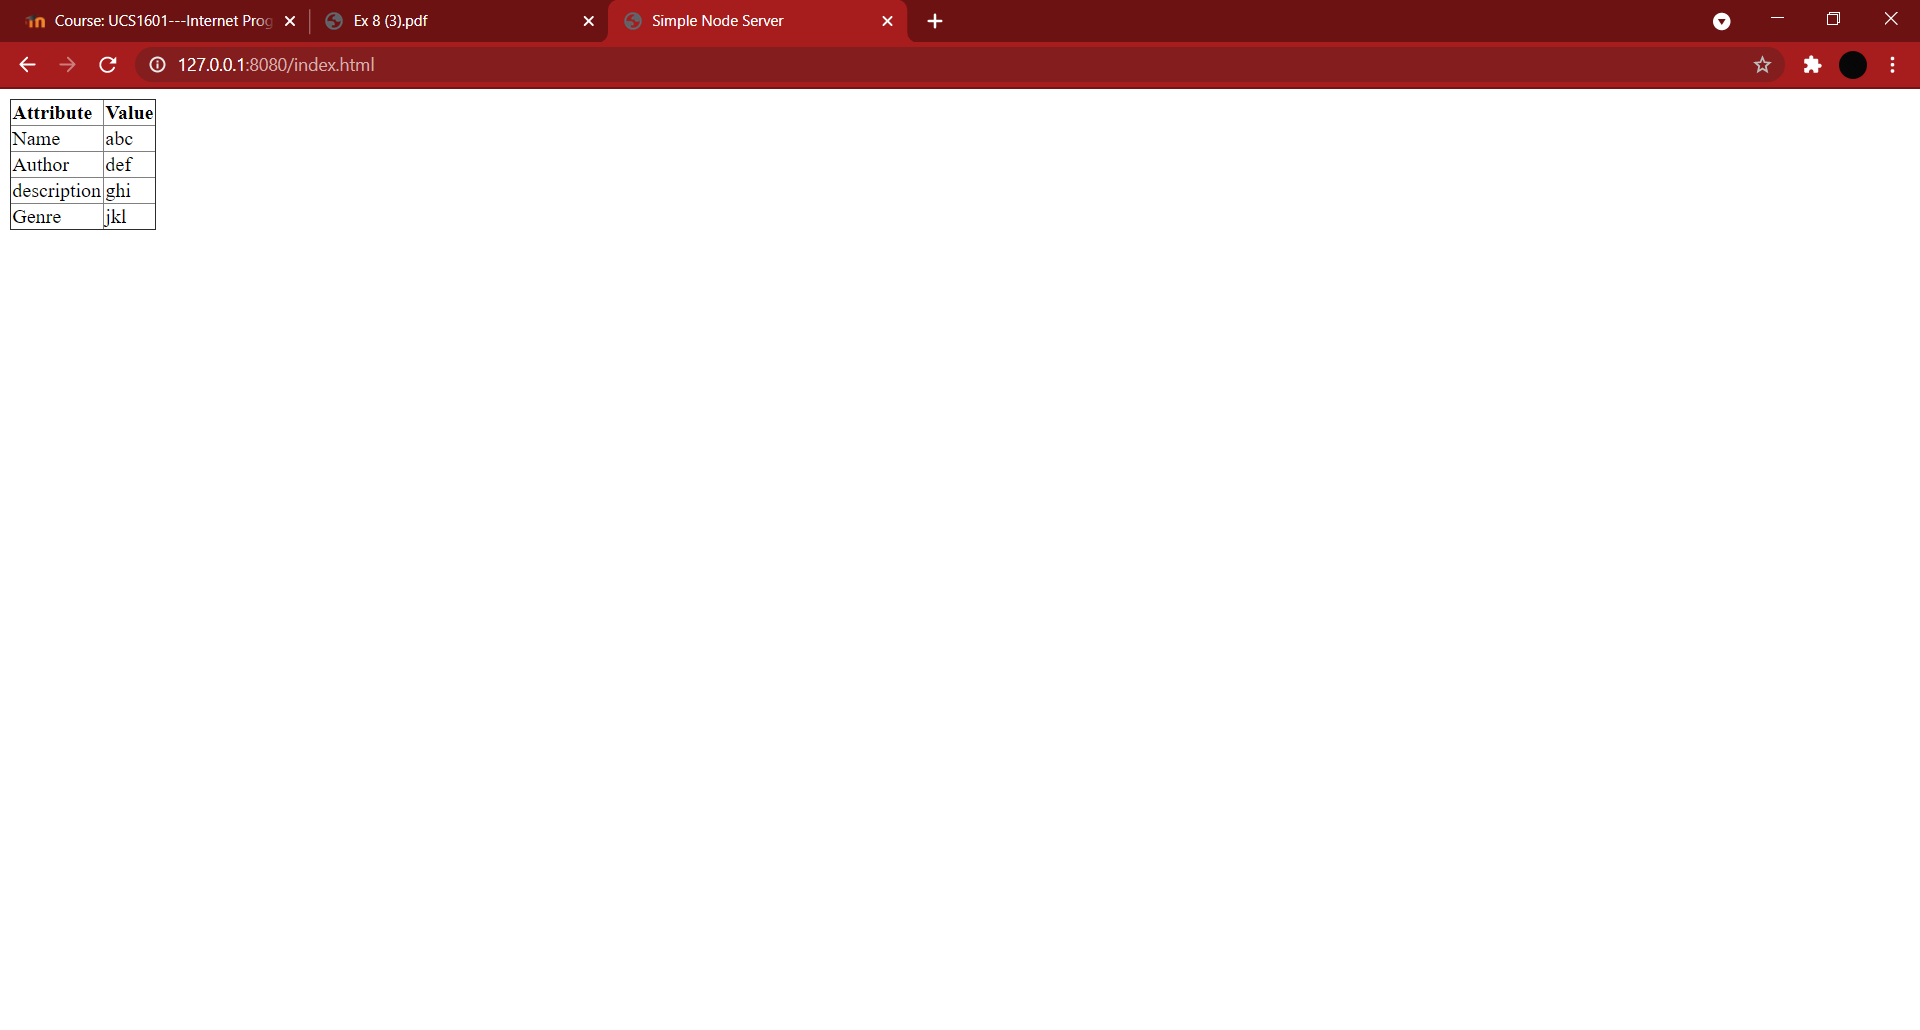 Course: UCS1601---Internet Prog
Ex 8 (3).pdf
Simple Node Server
127.0.0.1:8080/index.html
Attribute Value
Name abc
Author def
description ghi
Genre jkl